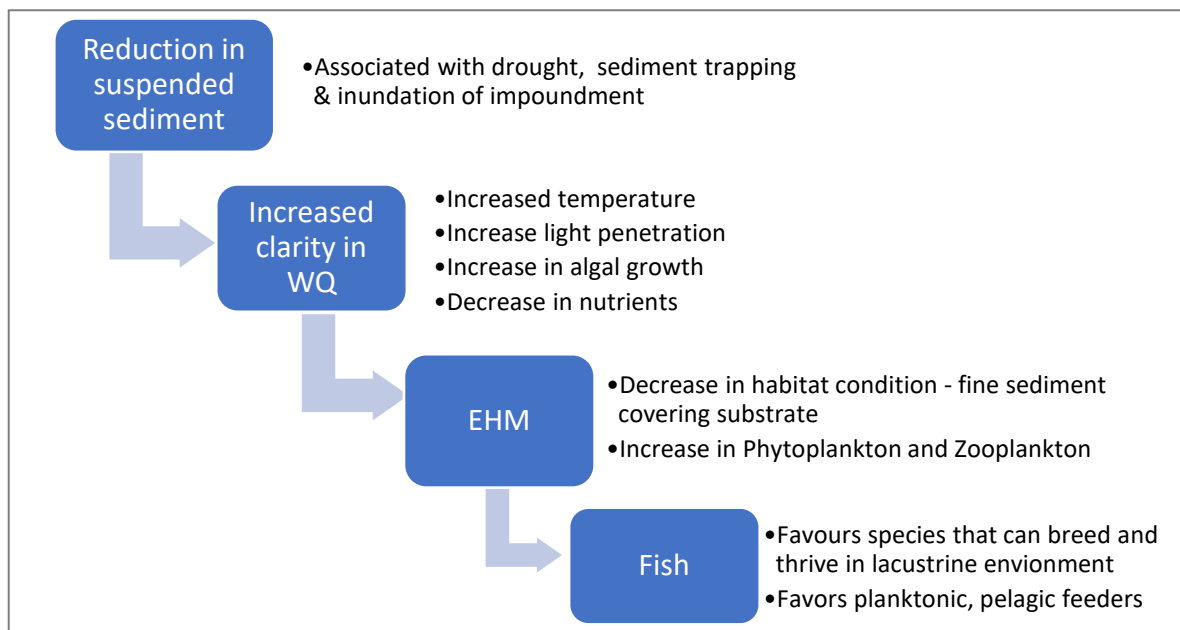 Reduction in
suspended
sediment
•Associated with drought, sediment trapping
& inundation of impoundment
Increased
clarity in
WQ
•Increased temperature
•Increase light penetration
•Increase in algal growth
•Decrease in nutrients
EHM
•Decrease in habitat condition - fine sediment
covering substrate
•Increase in Phytoplankton and Zooplankton
Fish
•Favours species that can breed and
thrive in lacustrine envionment
•Favors planktonic, pelagic feeders